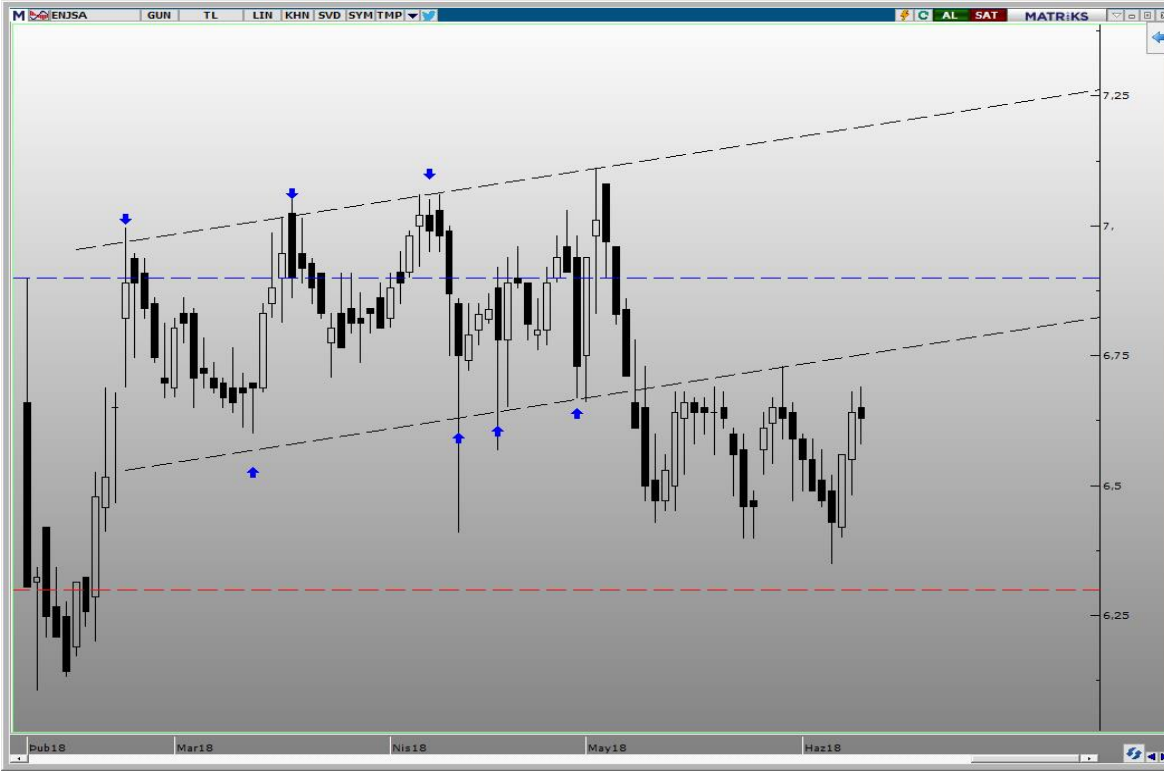 M ENJSA GUN TL LIN KHN SVD SYM TMP C AL SAT MATRiKS
7,25
7,
6,75
6,5
6,25
Þub18 Mar18 Nis18 May18 Haz18